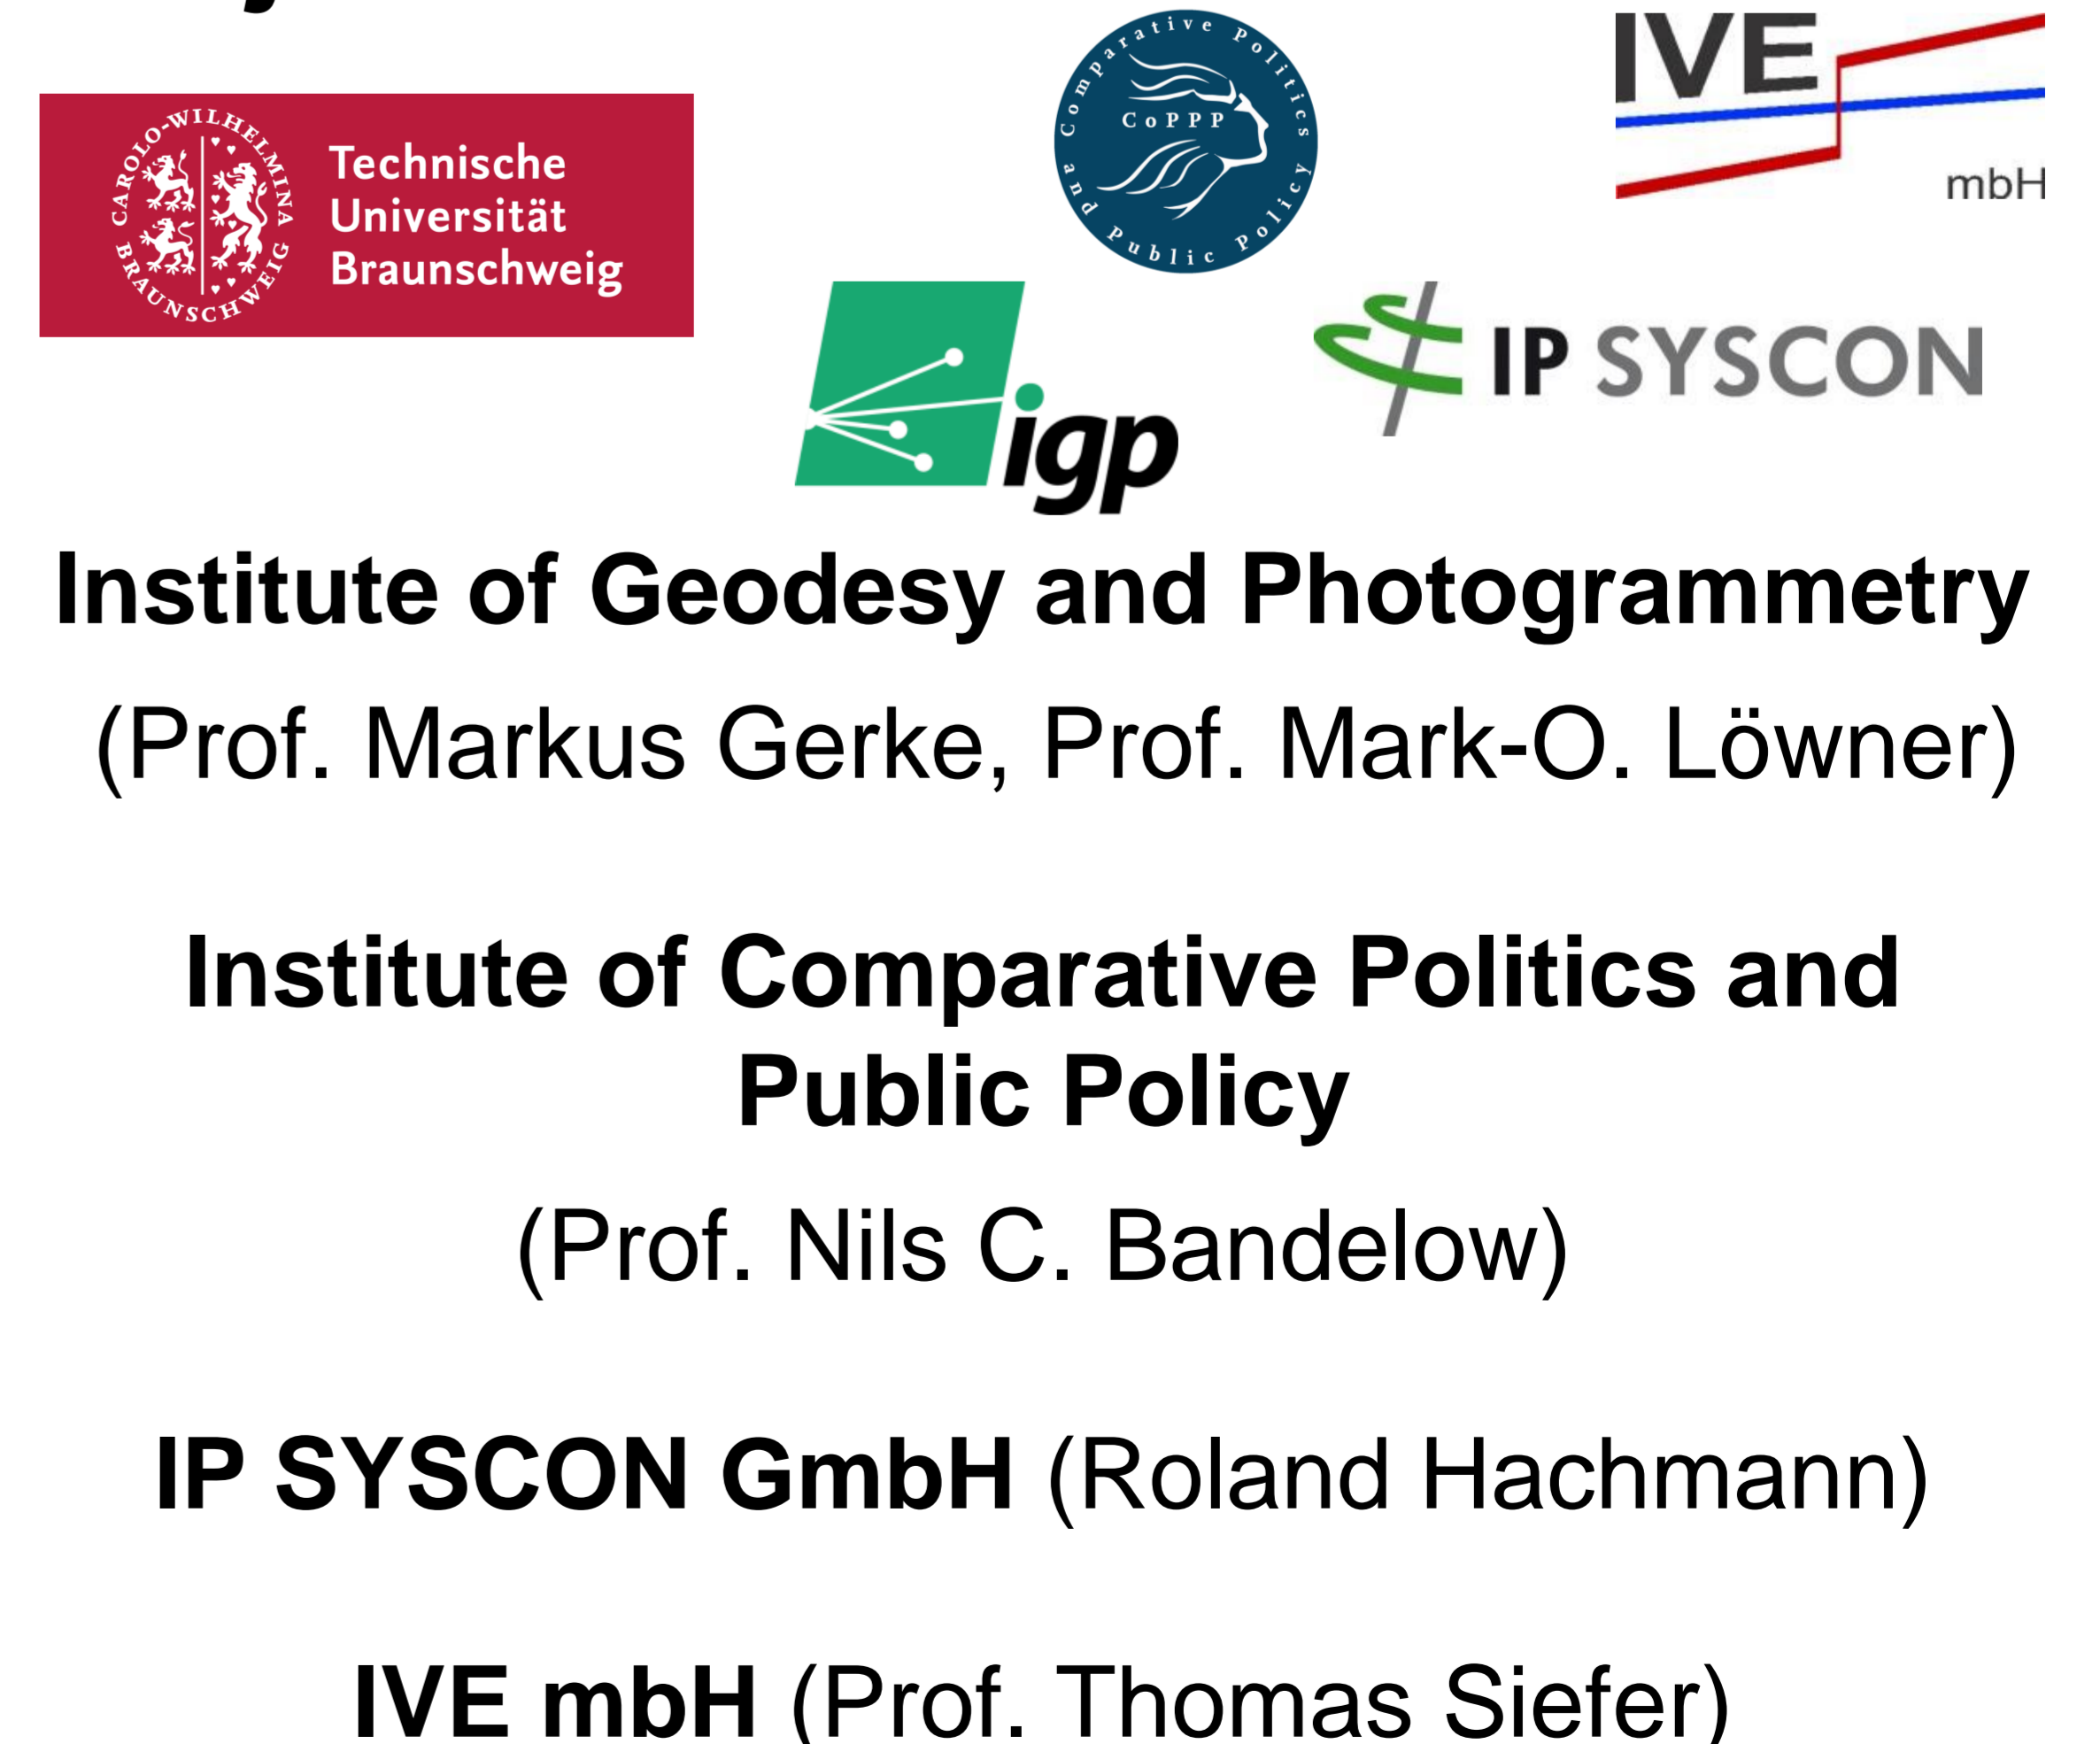 CAROLO-WILHELMINA BRAUNSCHWEIG
Technische
Universität
Braunschweig
Comparative Politics and Public Policy
CoPPP
IVE
mbH
igp
IP SYSCON
Institute of Geodesy and Photogrammetry
(Prof. Markus Gerke, Prof. Mark-O. Löwner)
Institute of Comparative Politics and
Public Policy
(Prof. Nils C. Bandelow)
IP SYSCON GmbH (Roland Hachmann)
IVE mbH (Prof. Thomas Siefer)